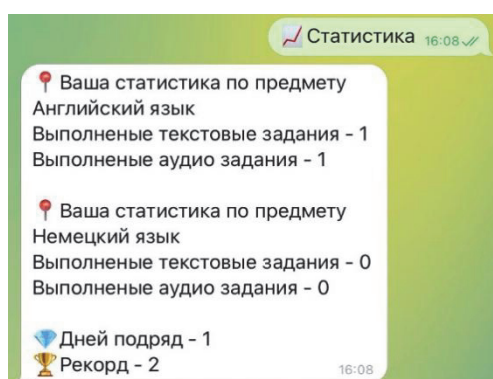 📈 Статистика 16:08
📍 Ваша статистика по предмету
Английский язык
Выполненые текстовые задания - 1
Выполненые аудио задания - 1
📍 Ваша статистика по предмету
Немецкий язык
Выполненые текстовые задания - 0
Выполненые аудио задания - 0
💎Дней подряд - 1
🏆Рекорд - 2 16:08